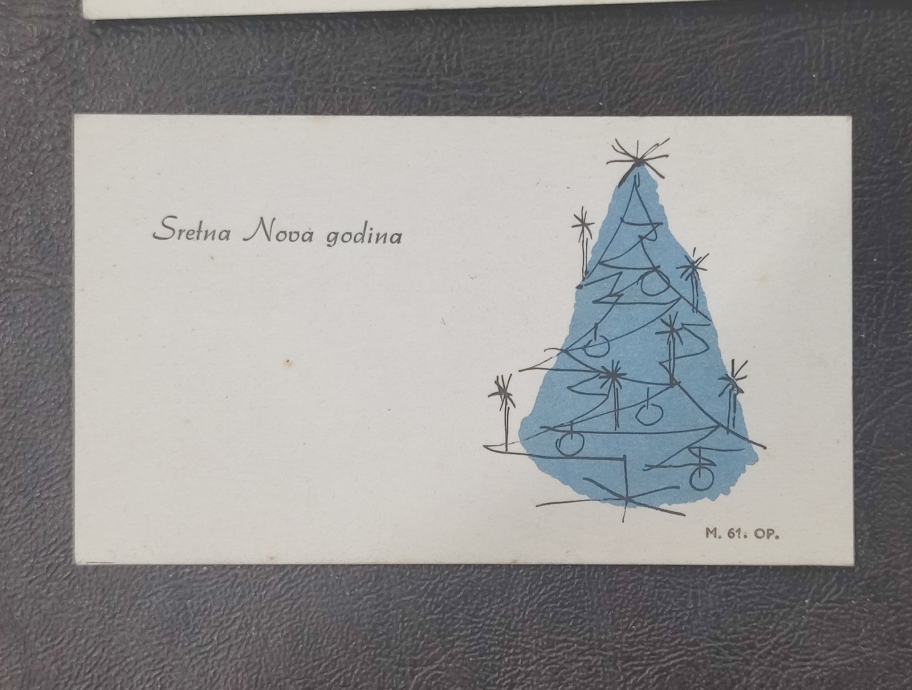 Sretna Nova godina
M. 61. OP.